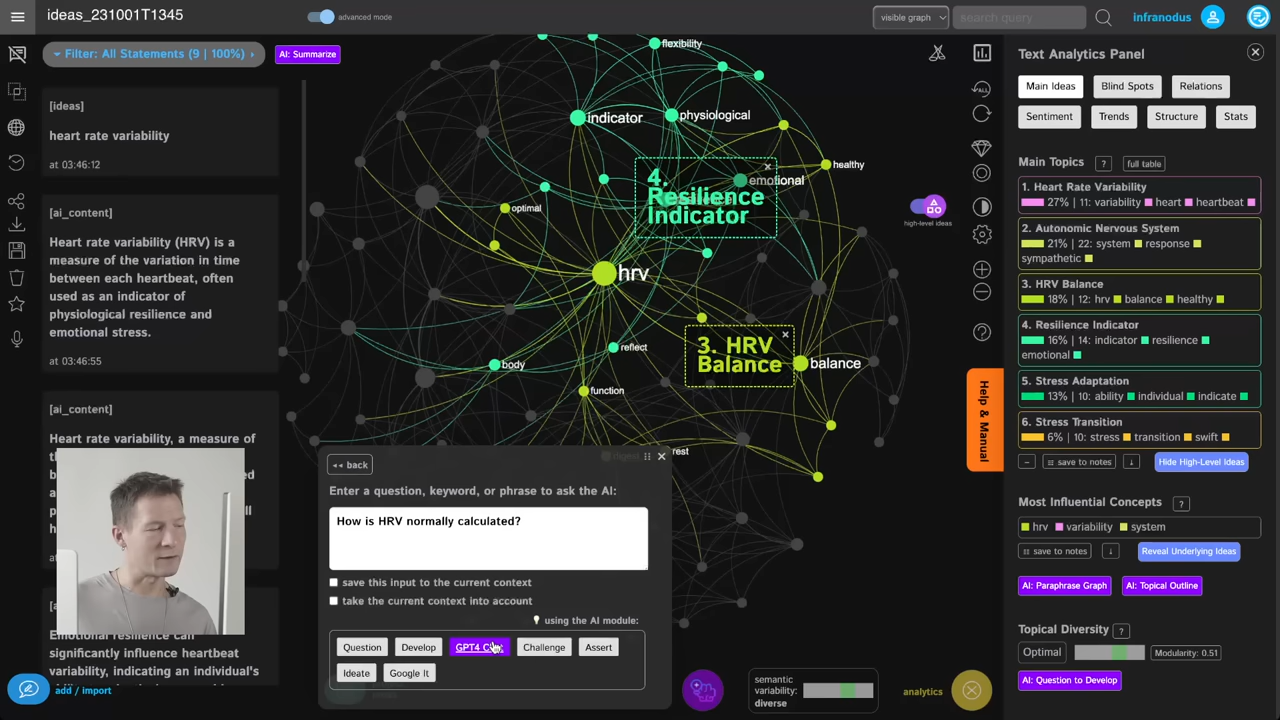 ideas_231001T1345
advanced mode
visible graph
search query
infranodus
Filter: All Statements (9 | 100%)
AI: Summarize
[ideas]
heart rate variability
at 03:46:12
[ai_content]
Heart rate variability (HRV) is a
measure of the variation in time
between each heartbeat, often
used as an indicator of
physiological resilience and
emotional stress.
at 03:46:55
[ai_content]
Heart rate variability, a measure of
significantly influence heartbeat
variability, indicating an individual's
add / import
flexibility
indicator
physiological
healthy
emotional
4.
Resilience
Indicator
optimal
hrv
3. HRV
Balance
balance
reflect
body
function
rest
high-level ideas
Help & Manual
◂◂ back
Enter a question, keyword, or phrase to ask the AI:
How is HRV normally calculated?
save this input to the current context
take the current context into account
using the AI module:
Question
Develop
GPT4
Challenge
Assert
Ideate
Google It
semantic
variability:
diverse
analytics
Text Analytics Panel
Main Ideas
Blind Spots
Relations
Sentiment
Trends
Structure
Stats
Main Topics
?
full table
1. Heart Rate Variability
27% | 11: variability heart heartbeat
2. Autonomic Nervous System
21% | 22: system response
sympathetic
3. HRV Balance
18% | 12: hrv balance healthy
4. Resilience Indicator
16% | 14: indicator resilience
emotional
5. Stress Adaptation
13% | 10: ability individual indicate
6. Stress Transition
6% | 10: stress transition swift
save to notes
Hide High-Level Ideas
Most Influential Concepts
?
hrv variability system
save to notes
Reveal Underlying Ideas
AI: Paraphrase Graph
AI: Topical Outline
Topical Diversity
?
Optimal
Modularity: 0.51
AI: Question to Develop